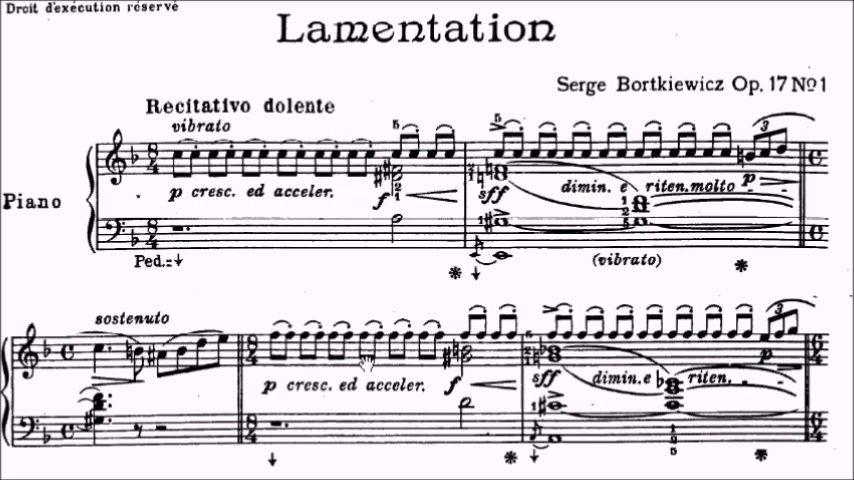 Droit d'exécution réservé
Lamentation
Serge Bortkiewicz Op. 17 № 1
Recitativo dolente
vibrato
Piano
p cresc. ed acceler.
f
sff
dimin. e riten. molto
p
Ped.
(vibrato)
sostenuto
p cresc. ed acceler.
f
sff
dimin. e riten.
p